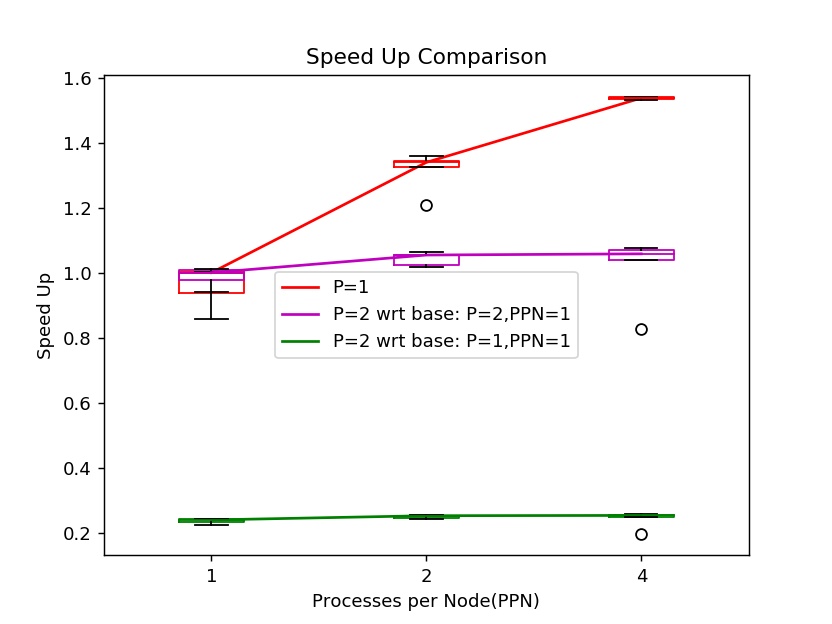 Speed Up Comparison
1.6
1.4
1.2
1.0
0.8
0.6
0.4
0.2
Speed Up
P=1
P=2 wrt base: P=2,PPN=1
P=2 wrt base: P=1,PPN=1
1 2 4
Processes per Node(PPN)